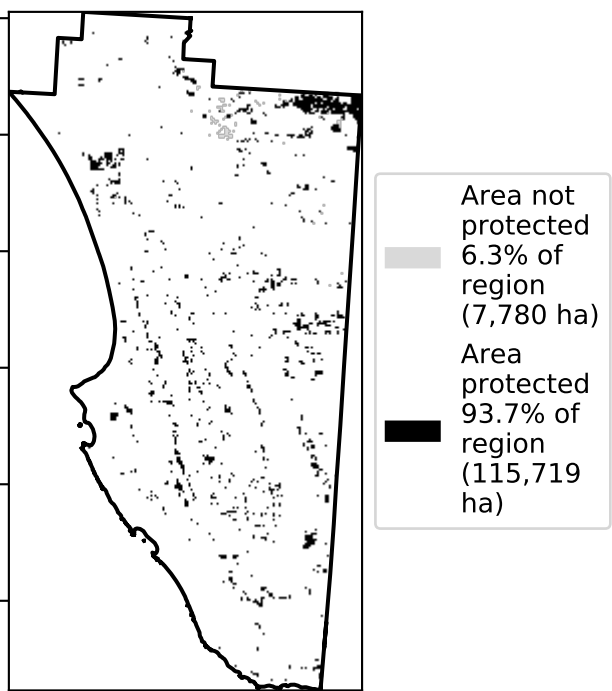 Area not
protected
6.3% of
region
(7,780 ha)
Area
protected
93.7% of
region
(115,719
ha)